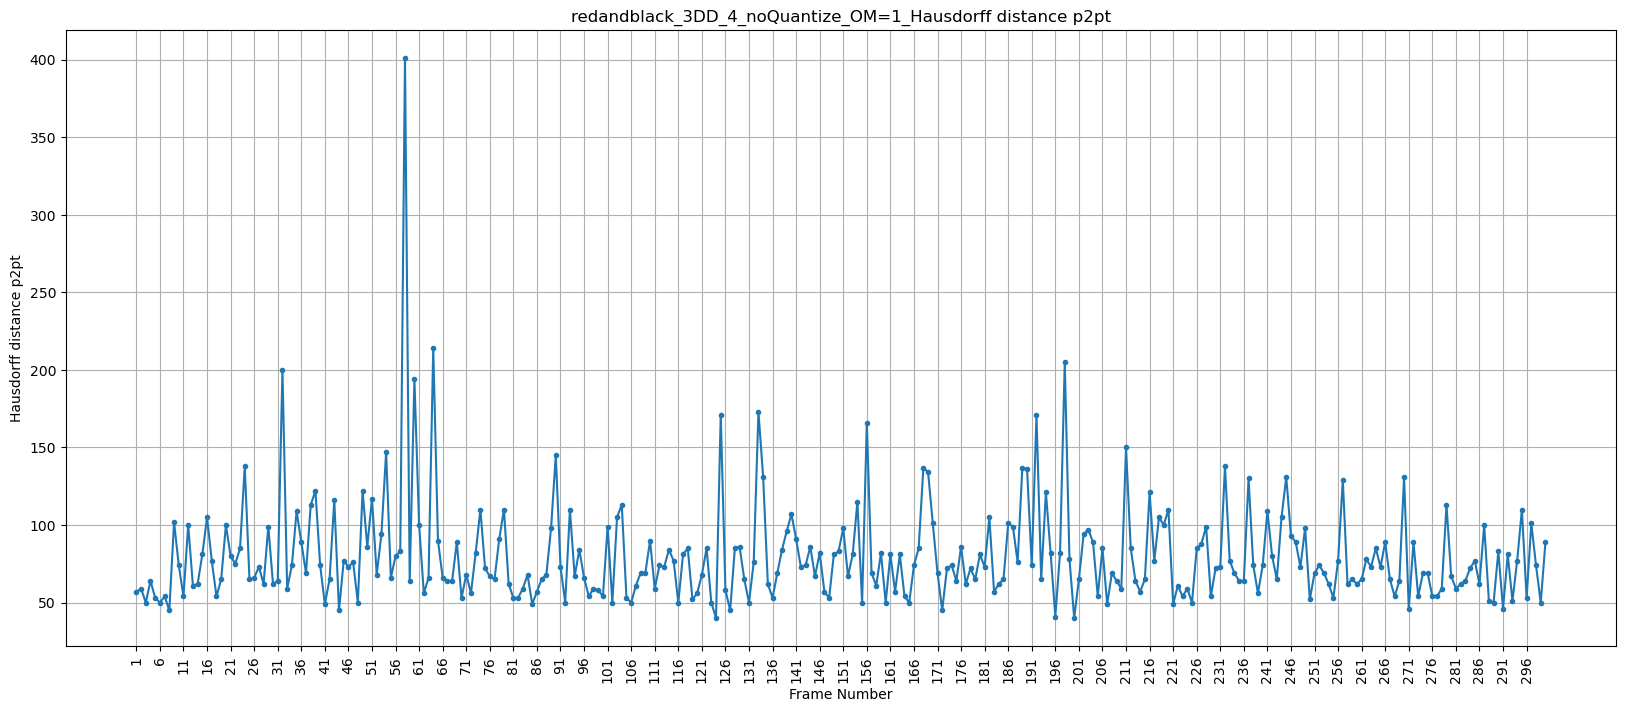 redandblack_3DD_4_noQuantize_OM=1_Hausdorff distance p2pt
Hausdorff distance p2pt
400
350
300
250
200
150
100
50
1 6 11 16 21 26 31 36 41 46 51 56 61 66 71 76 81 86 91 96 101 106 111 116 121 126 131 136 141 146 151 156 161 166 171 176 181 186 191 196 201 206 211 216 221 226 231 236 241 246 251 256 261 266 271 276 281 286 291 296
Frame Number